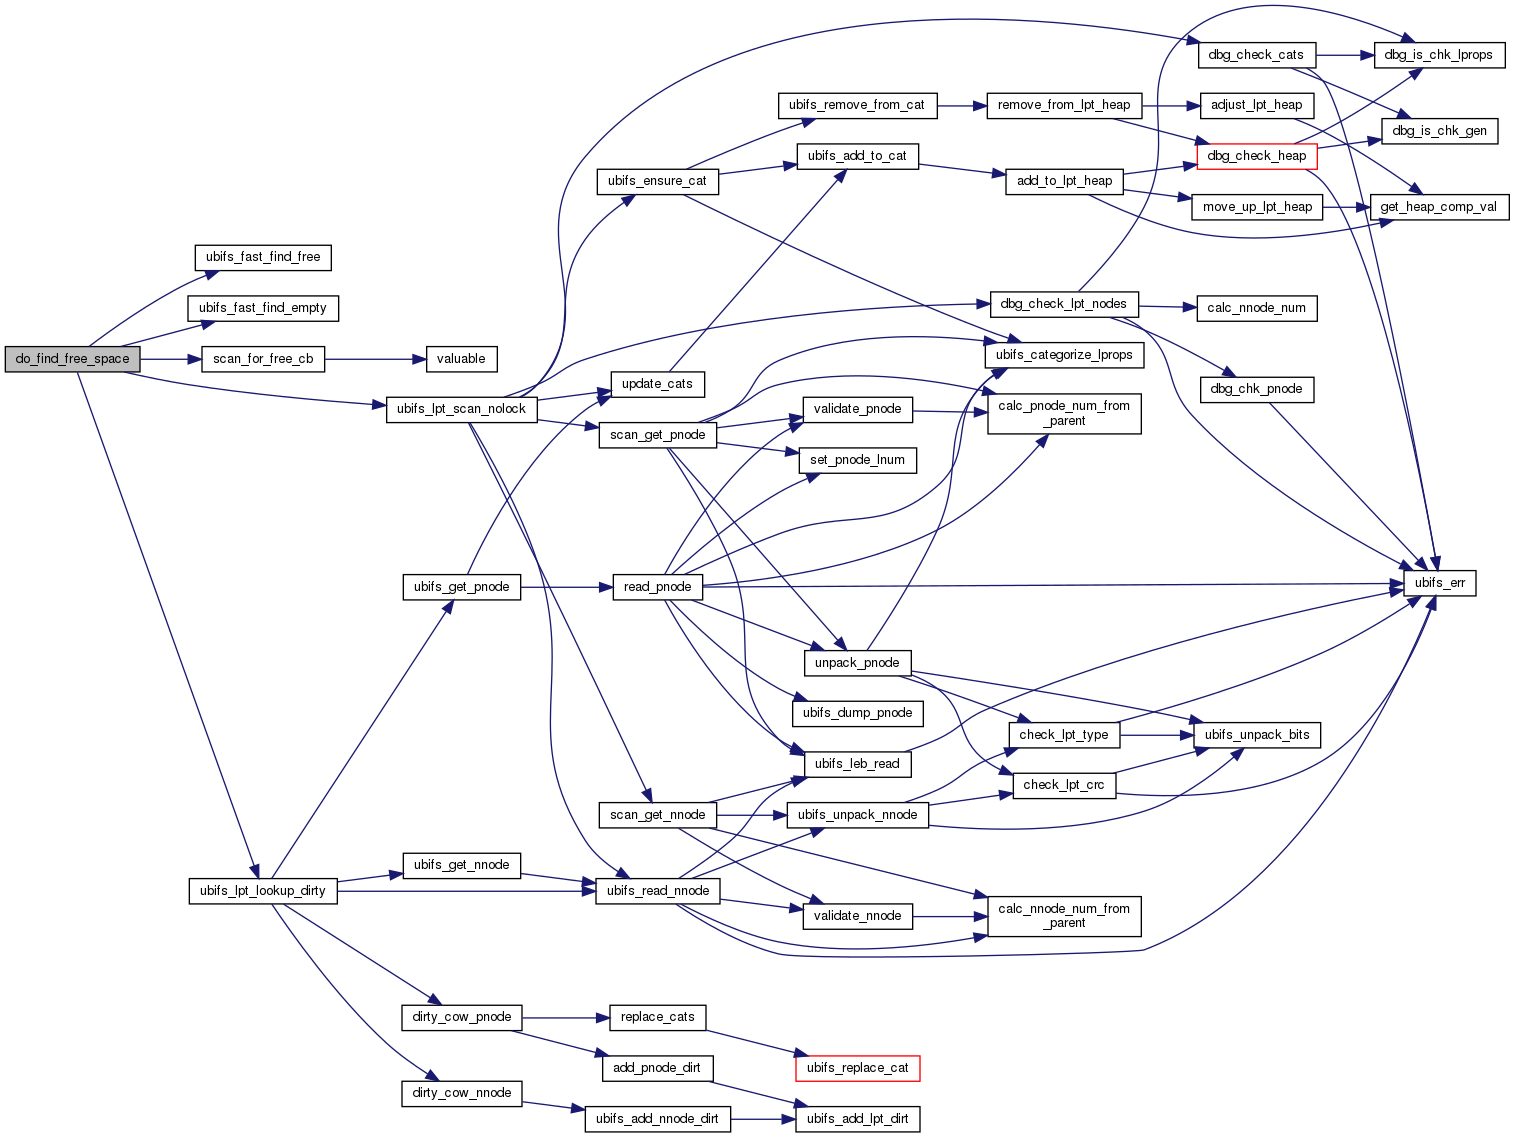 do_find_free_space
ubifs_fast_find_free
ubifs_fast_find_empty
scan_for_free_cb
valuable
ubifs_lpt_scan_nolock
ubifs_get_pnode
ubifs_lpt_lookup_dirty
ubifs_get_nnode
dirty_cow_pnode
dirty_cow_nnode
ubifs_ensure_cat
update_cats
scan_get_pnode
read_pnode
scan_get_nnode
ubifs_read_nnode
replace_cats
add_pnode_dirt
ubifs_add_nnode_dirt
ubifs_remove_from_cat
ubifs_add_to_cat
validate_pnode
set_pnode_lnum
unpack_pnode
ubifs_dump_pnode
ubifs_leb_read
ubifs_unpack_nnode
validate_nnode
ubifs_replace_cat
ubifs_add_lpt_dirt
remove_from_lpt_heap
add_to_lpt_heap
dbg_check_lpt_nodes
ubifs_categorize_lprops
calc_pnode_num_from
_parent
check_lpt_type
check_lpt_crc
calc_nnode_num_from
_parent
dbg_check_cats
adjust_lpt_heap
dbg_check_heap
move_up_lpt_heap
calc_nnode_num
dbg_chk_pnode
ubifs_unpack_bits
dbg_is_chk_lprops
dbg_is_chk_gen
get_heap_comp_val
ubifs_err